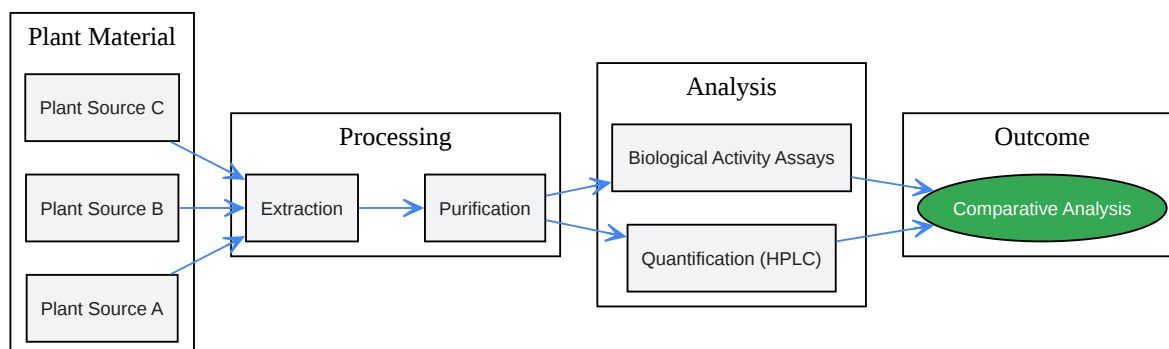 Plant Material
Plant Source C
Plant Source B
Plant Source A
Processing
Extraction
Purification
Analysis
Biological Activity Assays
Quantification (HPLC)
Outcome
Comparative Analysis